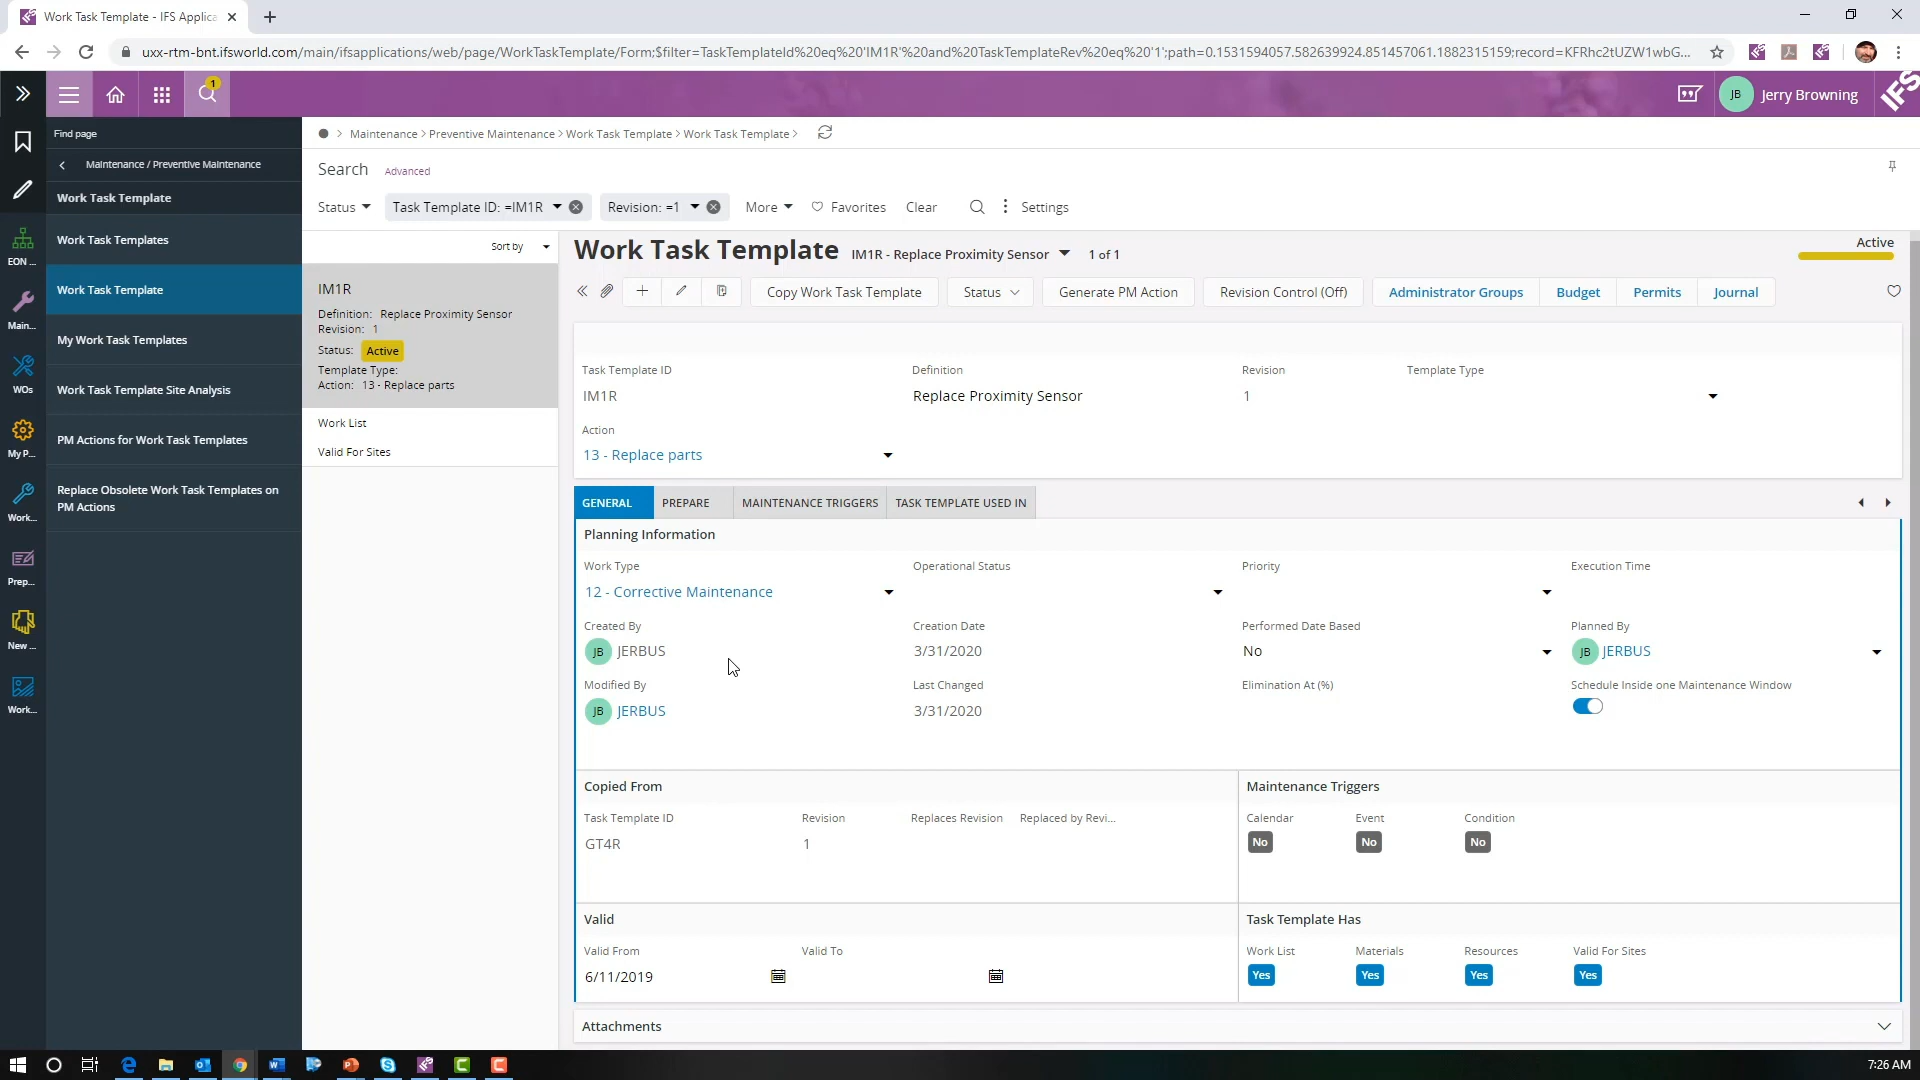 Work Task Template - IFS Applica
uxx-rtm-bnt.ifsworld.com/main/ifsapplications/web/page/WorkTaskTemplate/Form;$filter=TaskTemplateId%20eq%20'IM1R'%20and%20TaskTemplateRev%20eq%20'1';path=0.1531594057.582639924.851457061.1882315159;record=KFRhc2tUZW1wbG...
1
JB
Jerry Browning
IFS
Find page
Maintenance / Preventive Maintenance
Work Task Template
Work Task Templates
Work Task Template
My Work Task Templates
Work Task Template Site Analysis
PM Actions for Work Task Templates
Replace Obsolete Work Task Templates on
PM Actions
EON ...
Main...
WOs
My P...
Work...
Prep...
New ...
Work...
Maintenance > Preventive Maintenance > Work Task Template > Work Task Template >
Search Advanced
Status Task Template ID: =IM1R Revision: =1 More Favorites Clear Settings
Sort by
IM1R
Definition: Replace Proximity Sensor
Revision: 1
Status: Active
Template Type:
Action: 13 - Replace parts
Work List
Valid For Sites
Work Task Template IM1R - Replace Proximity Sensor 1 of 1
Active
Copy Work Task Template Status Generate PM Action Revision Control (Off) Administrator Groups Budget Permits Journal
Task Template ID Definition Revision Template Type
IM1R Replace Proximity Sensor 1
Action
13 - Replace parts
GENERAL PREPARE MAINTENANCE TRIGGERS TASK TEMPLATE USED IN
Planning Information
Work Type Operational Status Priority Execution Time
12 - Corrective Maintenance
Created By Creation Date Performed Date Based Planned By
JB JERBUS 3/31/2020 No JB JERBUS
Modified By Last Changed Elimination At (%) Schedule Inside one Maintenance Window
JB JERBUS 3/31/2020
Copied From
Task Template ID Revision Replaces Revision Replaced by Revi...
GT4R 1
Maintenance Triggers
Calendar Event Condition
No No No
Valid
Valid From Valid To
6/11/2019
Task Template Has
Work List Materials Resources Valid For Sites
Yes Yes Yes Yes
Attachments
7:26 AM